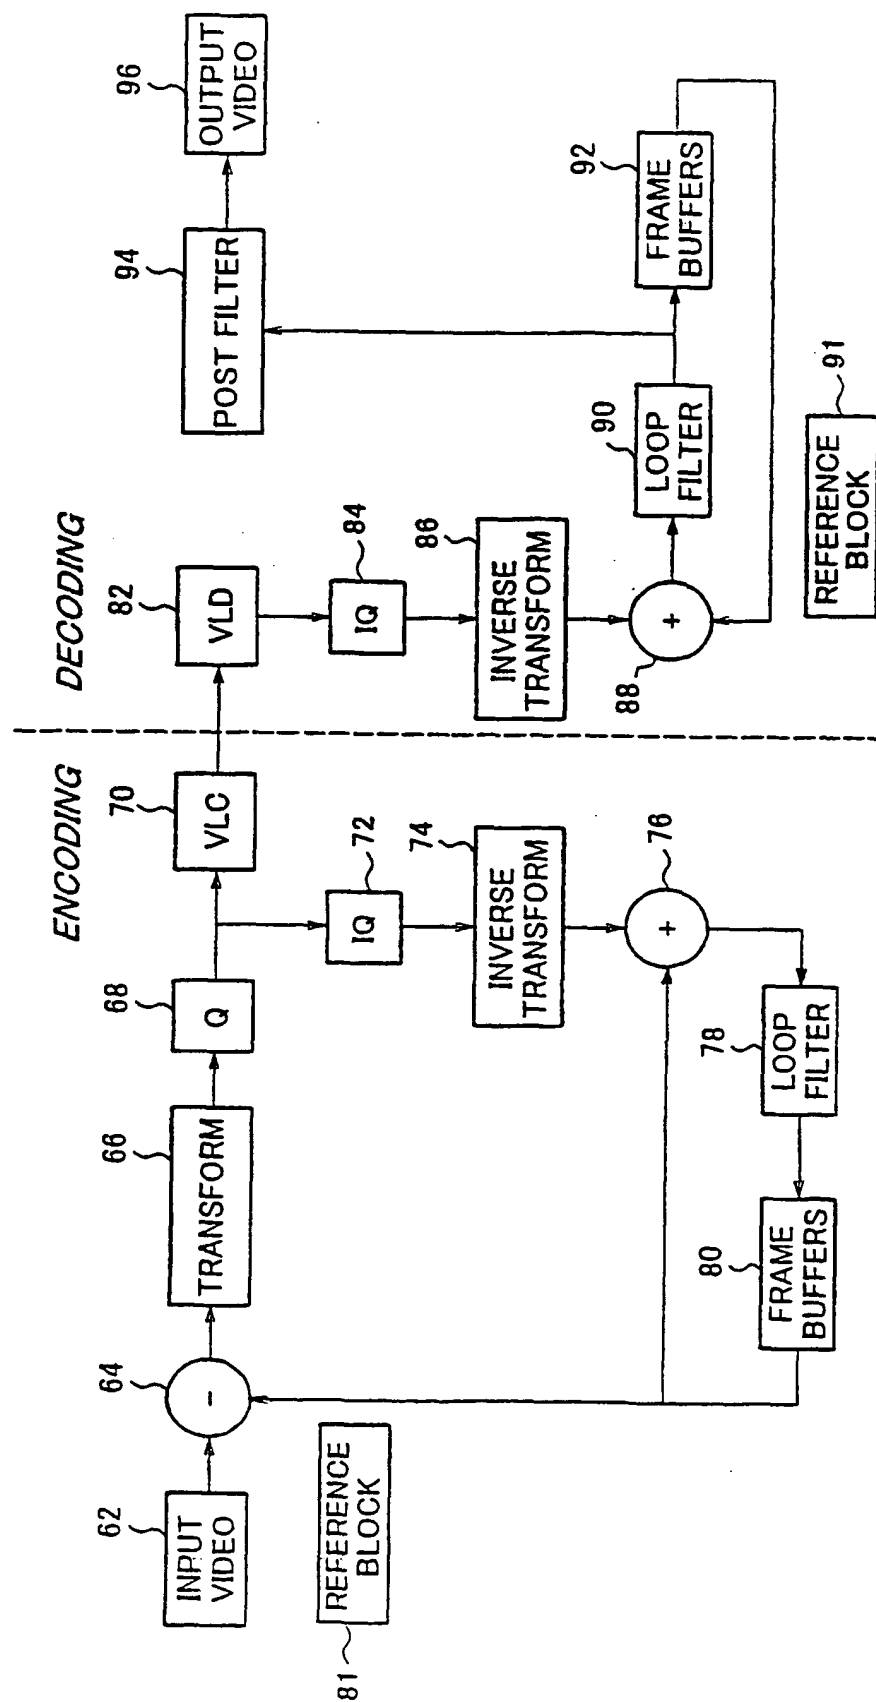 ENCODING
DECODING
62
INPUT
VIDEO
64
-
66
TRANSFORM
68
Q
70
VLC
82
VLD
94
POST FILTER
96
OUTPUT
VIDEO
72
IQ
84
IQ
81
REFERENCE
BLOCK
74
INVERSE
TRANSFORM
86
INVERSE
TRANSFORM
76
+
88
+
90
LOOP
FILTER
92
FRAME
BUFFERS
80
FRAME
BUFFERS
78
LOOP
FILTER
91
REFERENCE
BLOCK